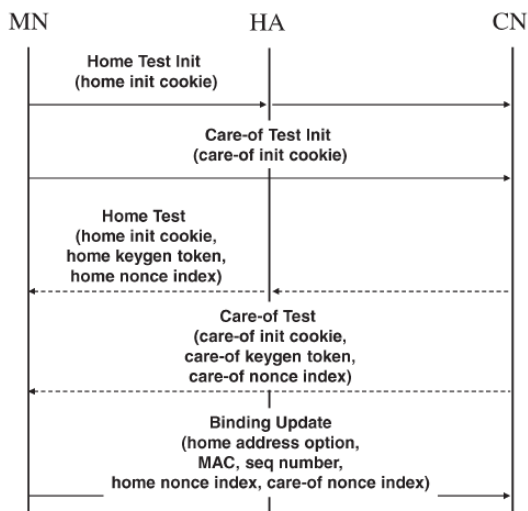 MN HA CN
Home Test Init
(home init cookie)
Care-of Test Init
(care-of init cookie)
Home Test
(home init cookie,
home keygen token,
home nonce index)
Care-of Test
(care-of init cookie,
care-of keygen token,
care-of nonce index)
Binding Update
(home address option,
MAC, seq number,
home nonce index, care-of nonce index)